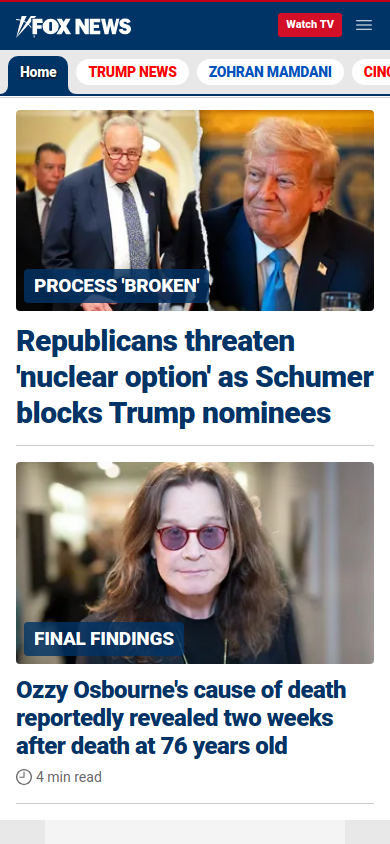 FOX NEWS
Watch TV
Home
TRUMP NEWS
ZOHRAN MAMDANI
PROCESS 'BROKEN'
Republicans threaten
'nuclear option' as Schumer
blocks Trump nominees
FINAL FINDINGS
Ozzy Osbourne's cause of death
reportedly revealed two weeks
after death at 76 years old
4 min read